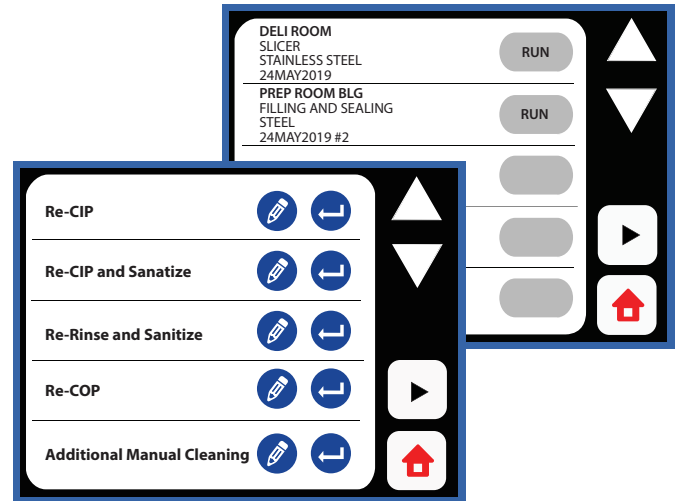 DELI ROOM
SLICER
STAINLESS STEEL
24MAY2019
RUN
PREP ROOM BLG
FILLING AND SEALING
STEEL
24MAY2019 #2
RUN
Re-CIP
Re-CIP and Sanatize
Re-Rinse and Sanitize
Re-COP
Additional Manual Cleaning